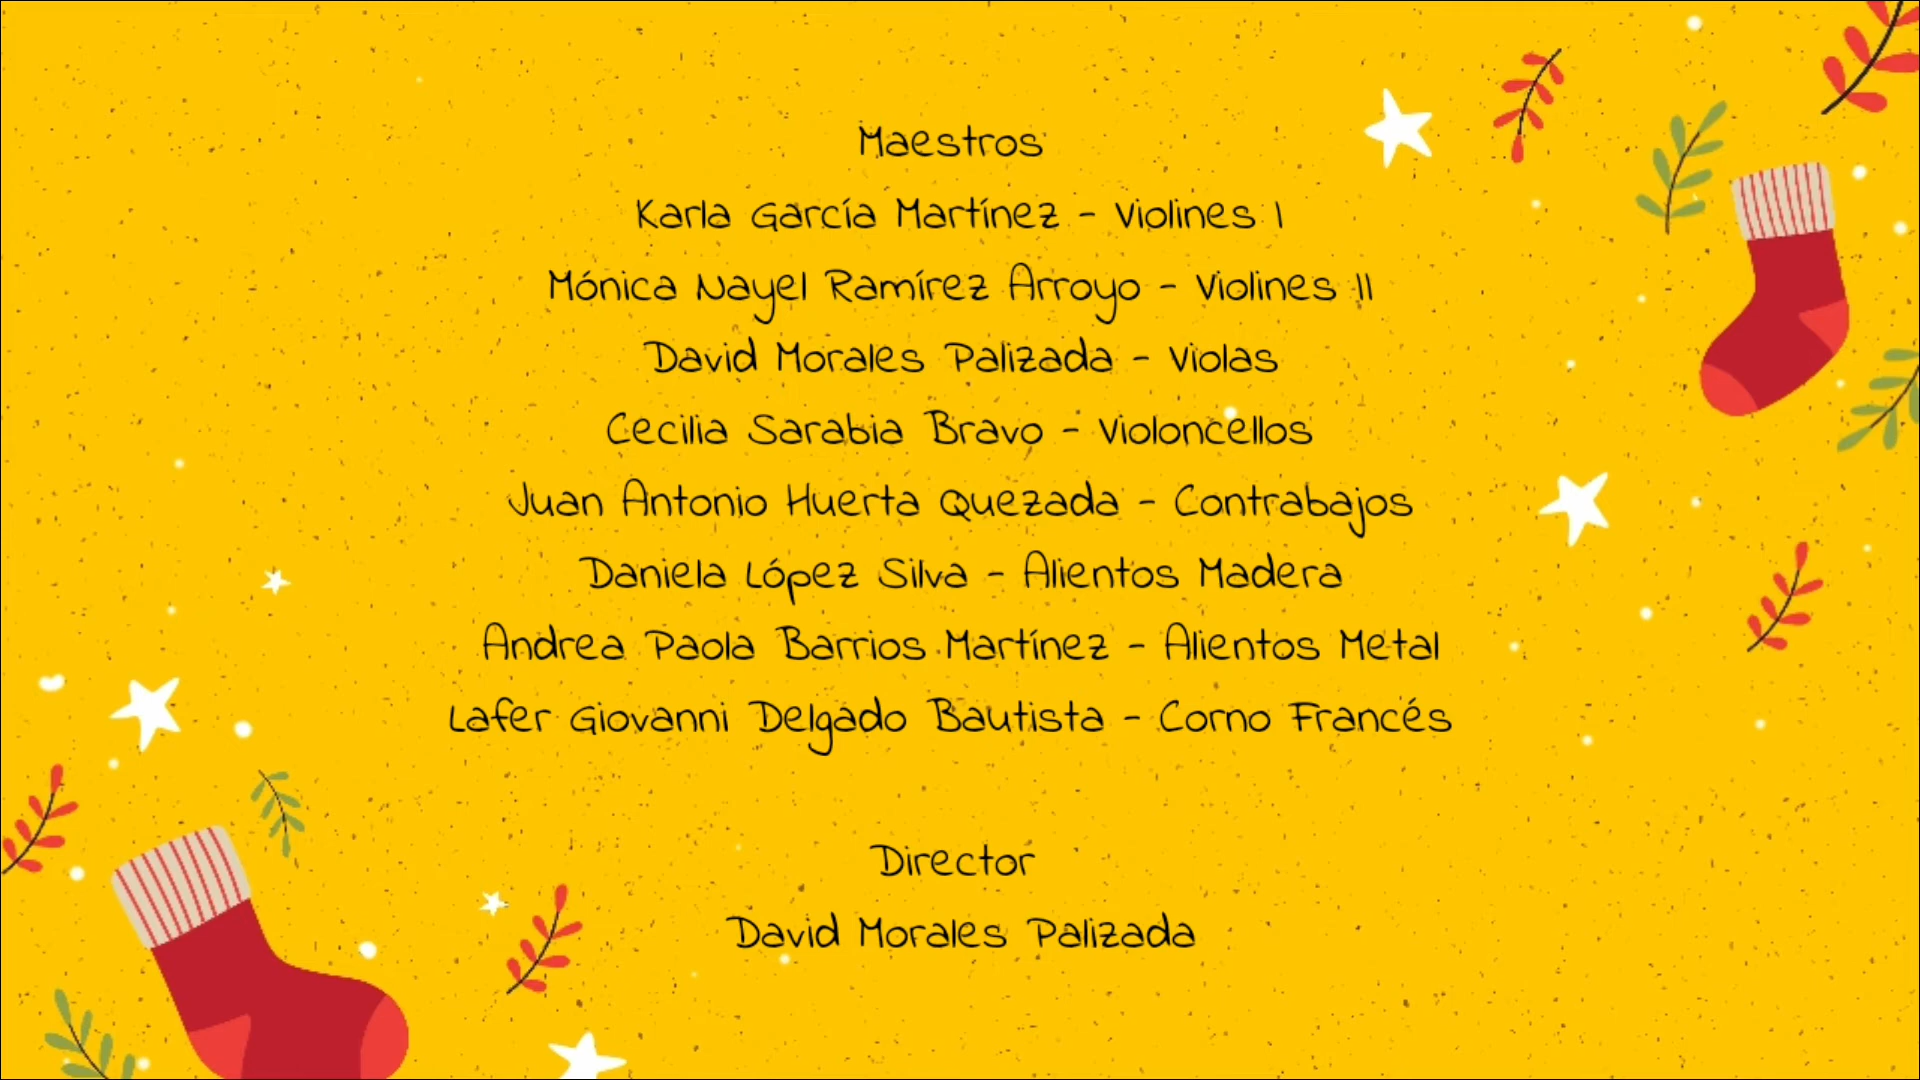 Maestros
Karla García Martínez - Violines I
Mónica Nayel Ramírez Arroyo - Violines II
David Morales Palizada - Violas
Cecilia Sarabia Bravo - Violoncellos
Juan Antonio Huerta Quezada - Contrabajos
Daniela López Silva - Alientos Madera
Andrea Paola Barrios Martínez - Alientos Metal
Lafer Giovanni Delgado Bautista - Corno Francés
Director
David Morales Palizada